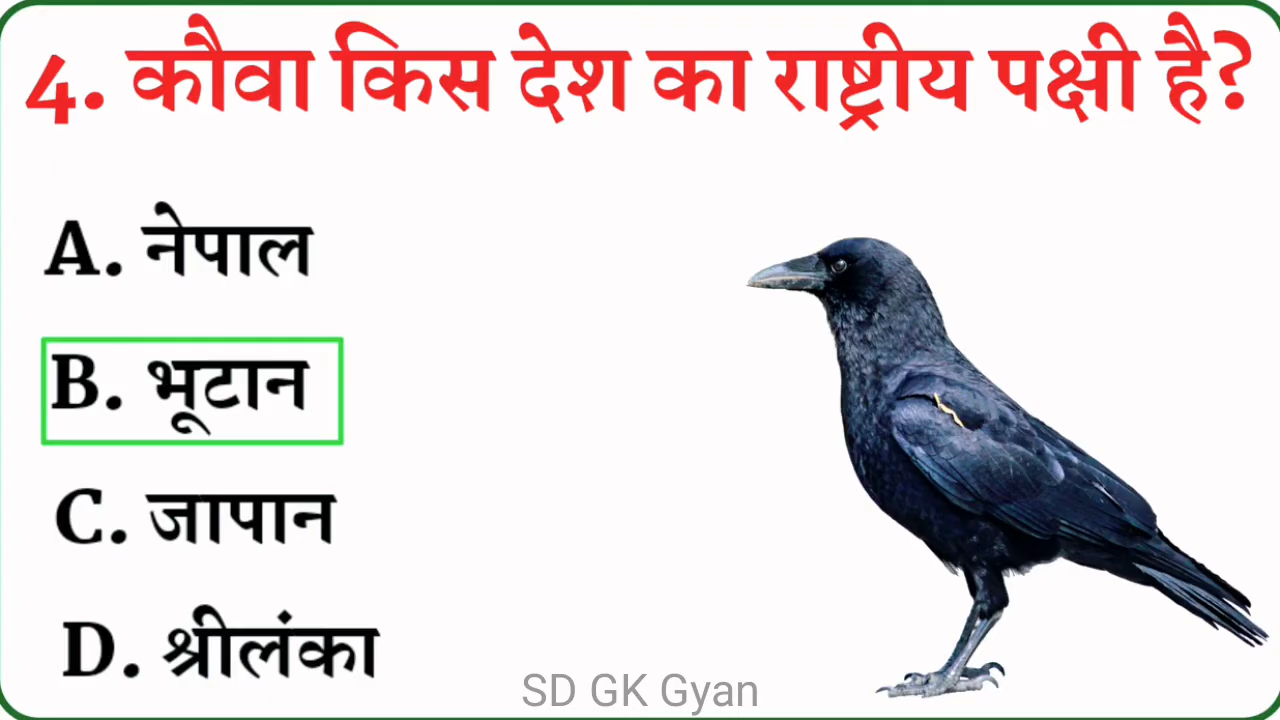 4. कौवा किस देश का राष्ट्रीय पक्षी है?
A. नेपाल
B. भूटान
C. जापान
D. श्रीलंका
SD GK Gyan